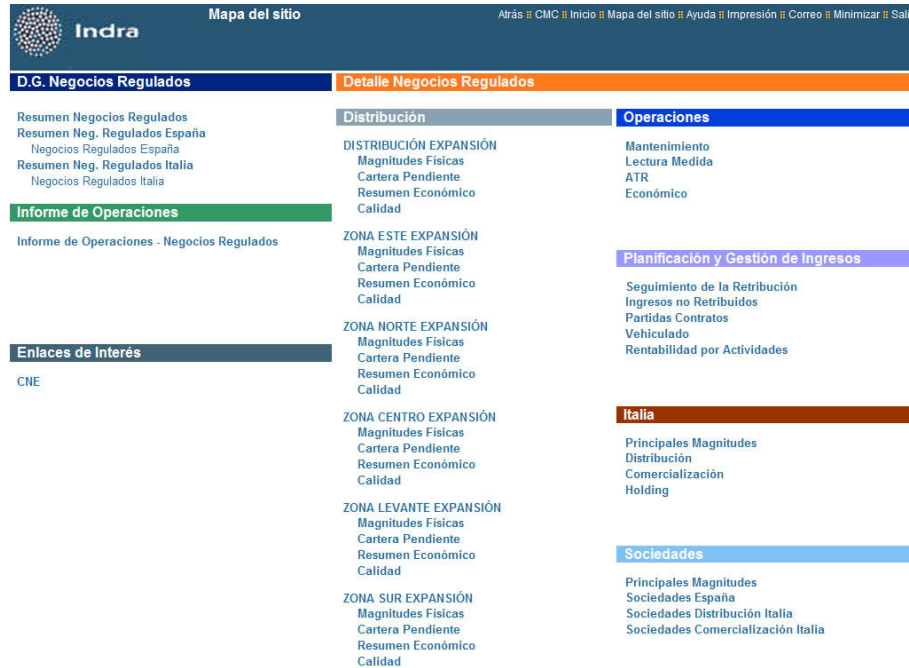 Indra
Mapa del sitio
Atrás CMC Inicio Mapa del sitio Ayuda Impresión Correo Minimizar Sali
D.G. Negocios Regulados
Resumen Negocios Regulados
Resumen Neg. Regulados España
Negocios Regulados España
Resumen Neg. Regulados Italia
Negocios Regulados Italia
Informe de Operaciones
Informe de Operaciones - Negocios Regulados
Enlaces de Interés
CNE
Detalle Negocios Regulados
Distribución
DISTRIBUCIÓN EXPANSIÓN
Magnitudes Físicas
Cartera Pendiente
Resumen Económico
Calidad
ZONA ESTE EXPANSIÓN
Magnitudes Físicas
Cartera Pendiente
Resumen Económico
Calidad
ZONA NORTE EXPANSIÓN
Magnitudes Físicas
Cartera Pendiente
Resumen Económico
Calidad
ZONA CENTRO EXPANSIÓN
Magnitudes Físicas
Cartera Pendiente
Resumen Económico
Calidad
ZONA LEVANTE EXPANSIÓN
Magnitudes Físicas
Cartera Pendiente
Resumen Económico
Calidad
ZONA SUR EXPANSIÓN
Magnitudes Físicas
Cartera Pendiente
Resumen Económico
Calidad
Operaciones
Mantenimiento
Lectura Medida
ATR
Económico
Planificación y Gestión de Ingresos
Seguimiento de la Retribución
Ingresos no Retribuidos
Partidas Contratos
Vehiculado
Rentabilidad por Actividades
Italia
Principales Magnitudes
Distribución
Comercialización
Holding
Sociedades
Principales Magnitudes
Sociedades España
Sociedades Distribución Italia
Sociedades Comercialización Italia